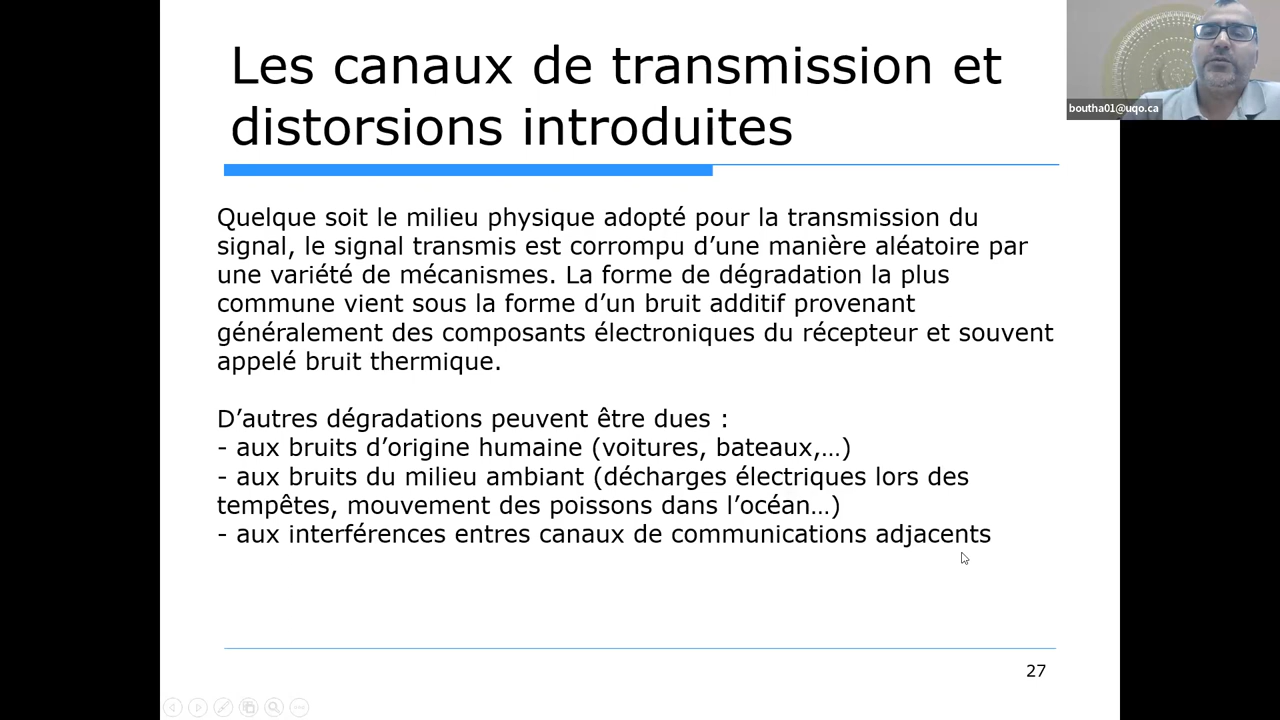 Les canaux de transmission et
distorsions introduites
boutha01@uqo.ca
Quelque soit le milieu physique adopté pour la transmission du
signal, le signal transmis est corrompu d’une manière aléatoire par
une variété de mécanismes. La forme de dégradation la plus
commune vient sous la forme d’un bruit additif provenant
généralement des composants électroniques du récepteur et souvent
appelé bruit thermique.
D’autres dégradations peuvent être dues :
- aux bruits d’origine humaine (voitures, bateaux,…)
- aux bruits du milieu ambiant (décharges électriques lors des
tempêtes, mouvement des poissons dans l’océan…)
- aux interférences entres canaux de communications adjacents
27